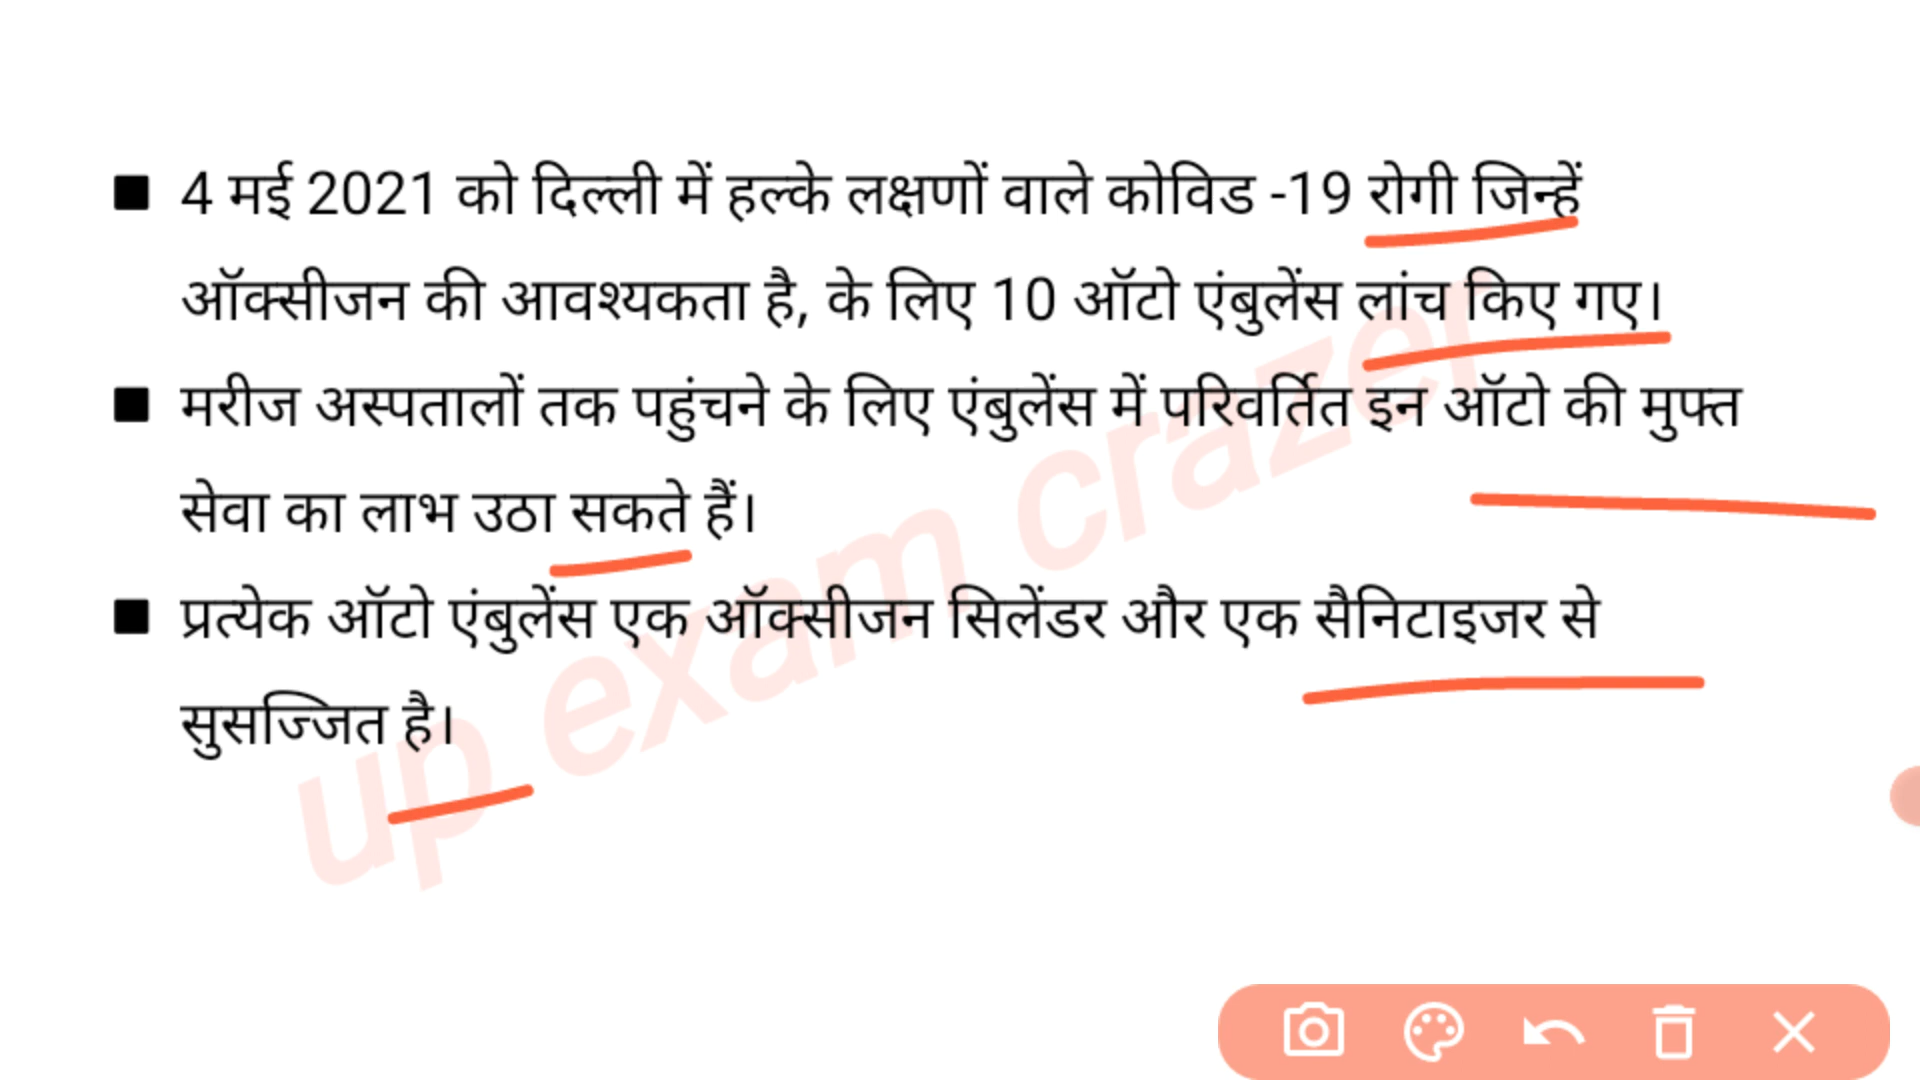 ■ 4 मई 2021 को दिल्ली में हल्के लक्षणों वाले कोविड -19 रोगी जिन्हें
ऑक्सीजन की आवश्यकता है, के लिए 10 ऑटो एंबुलेंस लांच किए गए।
■ मरीज अस्पतालों तक पहुंचने के लिए एंबुलेंस में परिवर्तित इन ऑटो की मुफ्त
सेवा का लाभ उठा सकते हैं।
■ प्रत्येक ऑटो एंबुलेंस एक ऑक्सीजन सिलेंडर और एक सैनिटाइजर से
सुसज्जित है।
up exam crazer